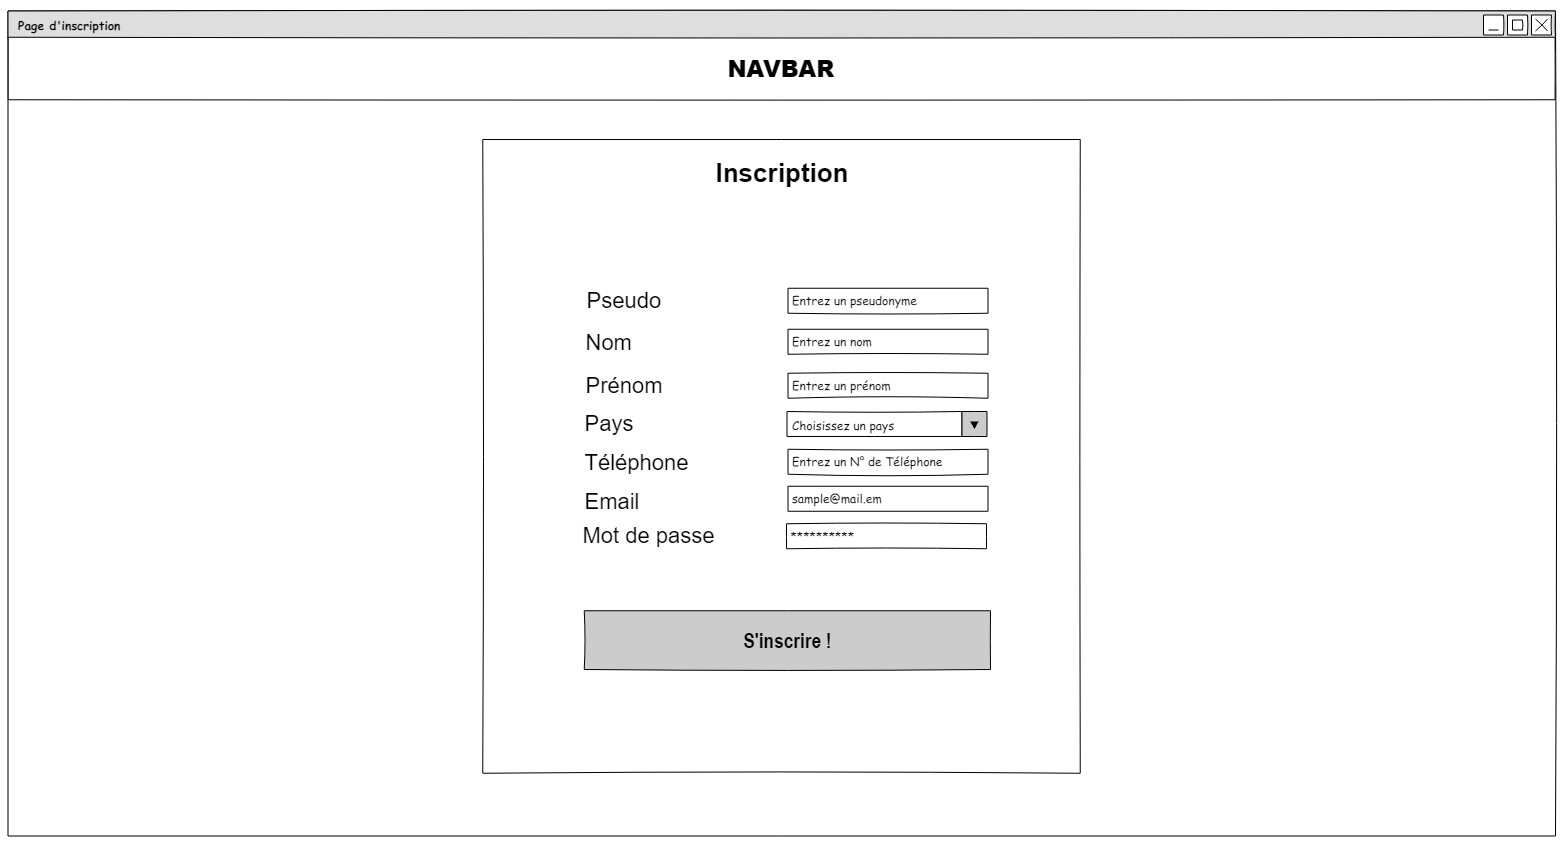 Page d'inscription
NAVBAR
Inscription
Pseudo Entrez un pseudonyme
Nom Entrez un nom
Prénom Entrez un prénom
Pays Choisissez un pays
Téléphone Entrez un N° de Téléphone
Email sample@mail.em
Mot de passe **********
S'inscrire !